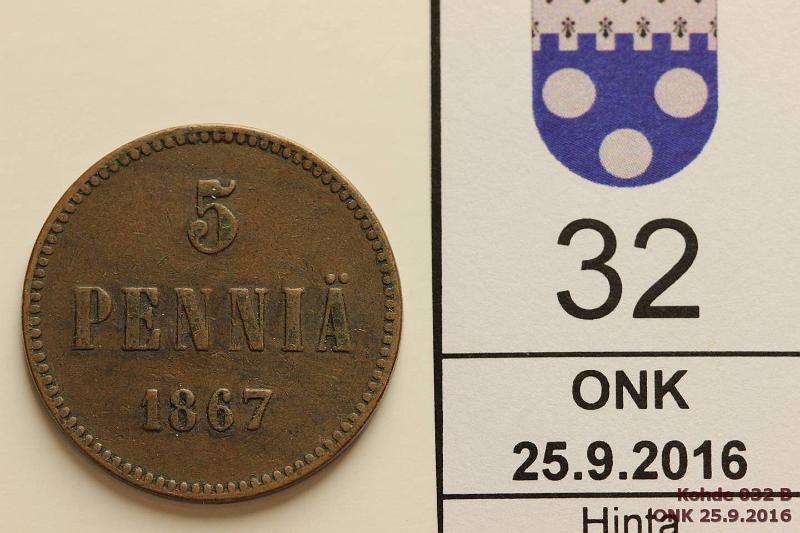 5
PENNIÄ
1867
32
ONK
25.9.2016
Hinta
Kohde 032 B
ONK 25.9.2016